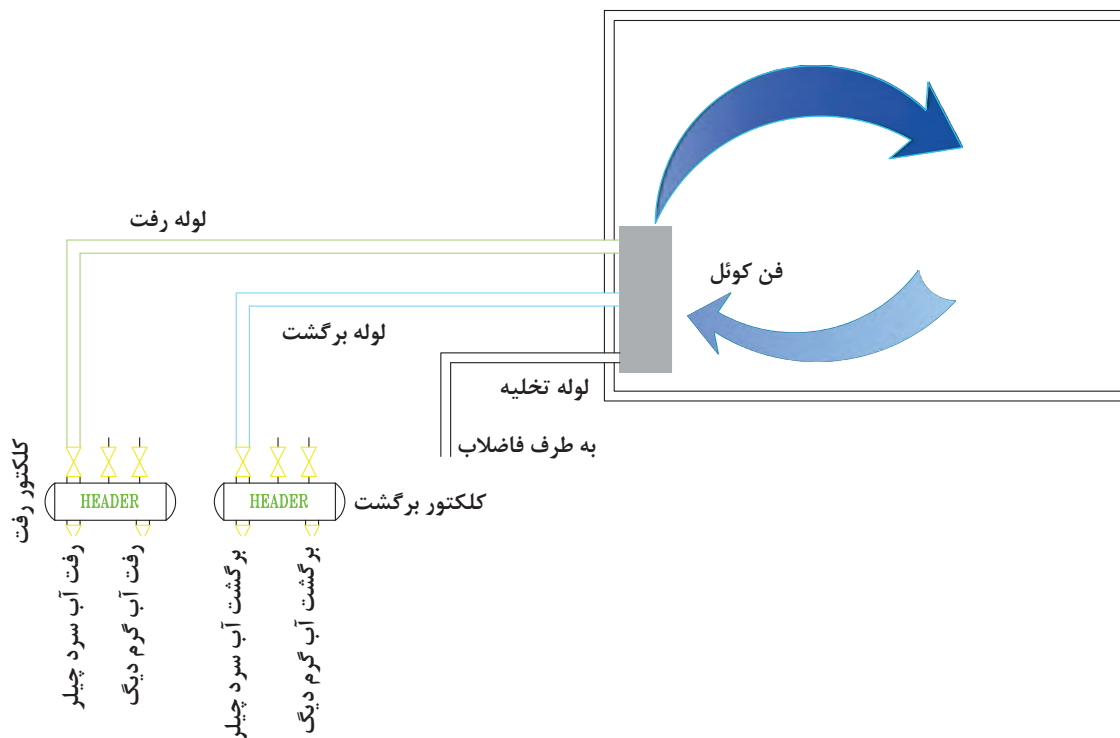 لوله رفت
فن کوئل
لوله برگشت
لوله تخلیه
به طرف فاضلاب
کلکتور رفت
HEADER
HEADER
کلکتور برگشت
رفت آب سرد چیلر
رفت آب گرم دیگ
برگشت آب سرد چیلر
برگشت آب گرم دیگ